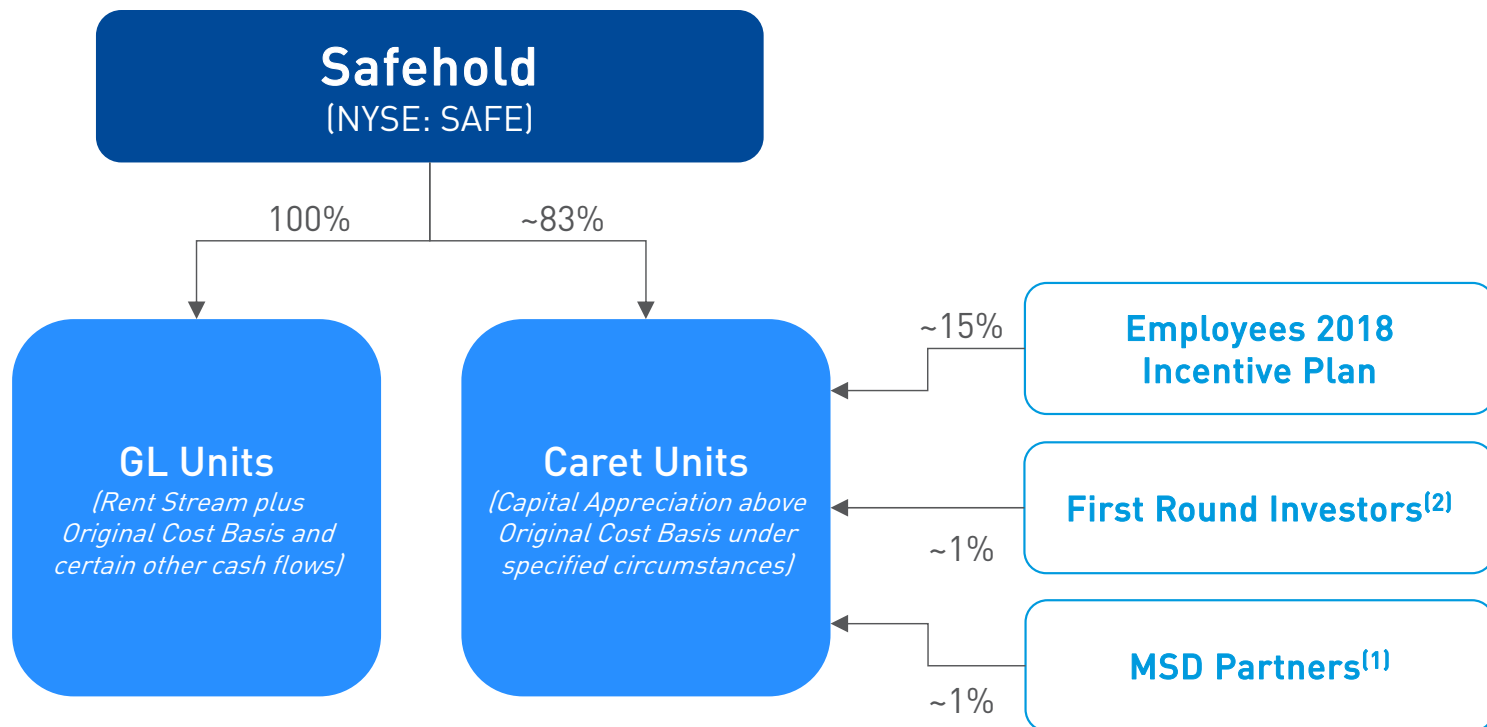 Safehold
(NYSE: SAFE)
100%
~83%
~15%
Employees 2018
Incentive Plan
GL Units
(Rent Stream plus
Original Cost Basis and
certain other cash flows)
Caret Units
(Capital Appreciation above
Original Cost Basis under
specified circumstances)
First Round Investors(2)
~1%
MSD Partners(1)
~1%